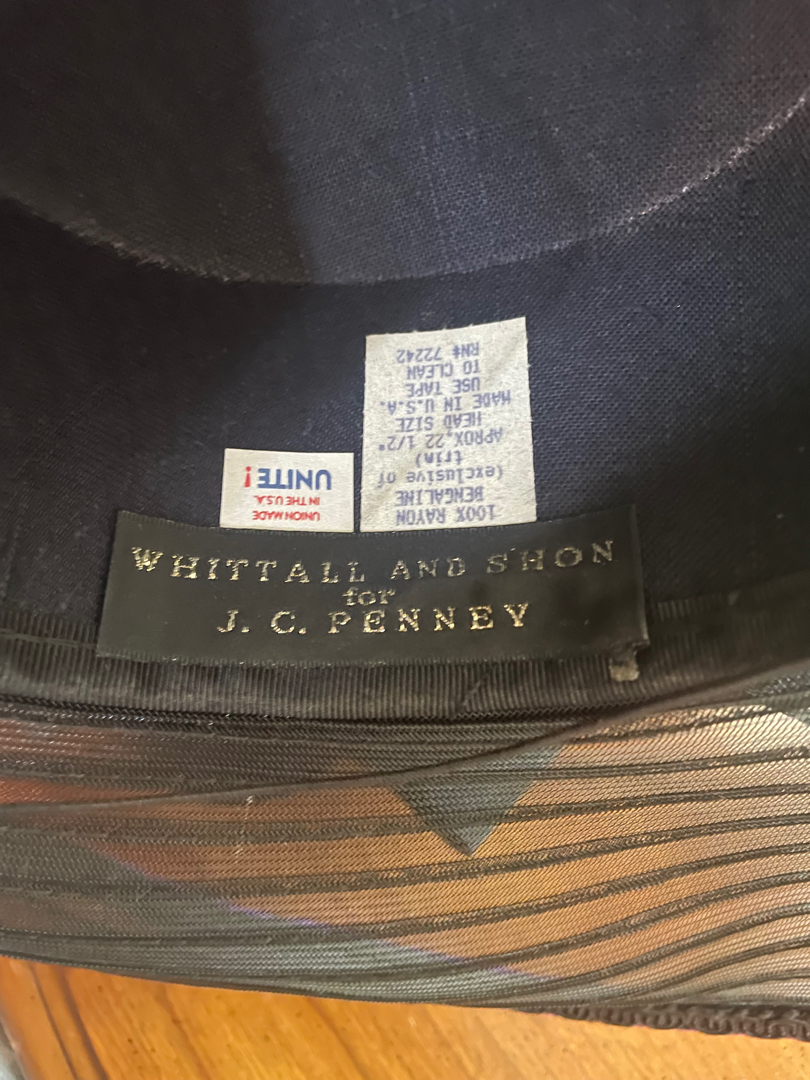 WHITTALL AND S'HON
for
J. C. PENNEY
UNION MADE
IN THE U.S.A.
UNITE!
100% RAYON
BENGALINE
(exclusive of
trim)
APROX.22 1/2"
HEAD SIZE
MADE IN U.S.A.
USE TAPE
TO CLEAN
RN# 72242